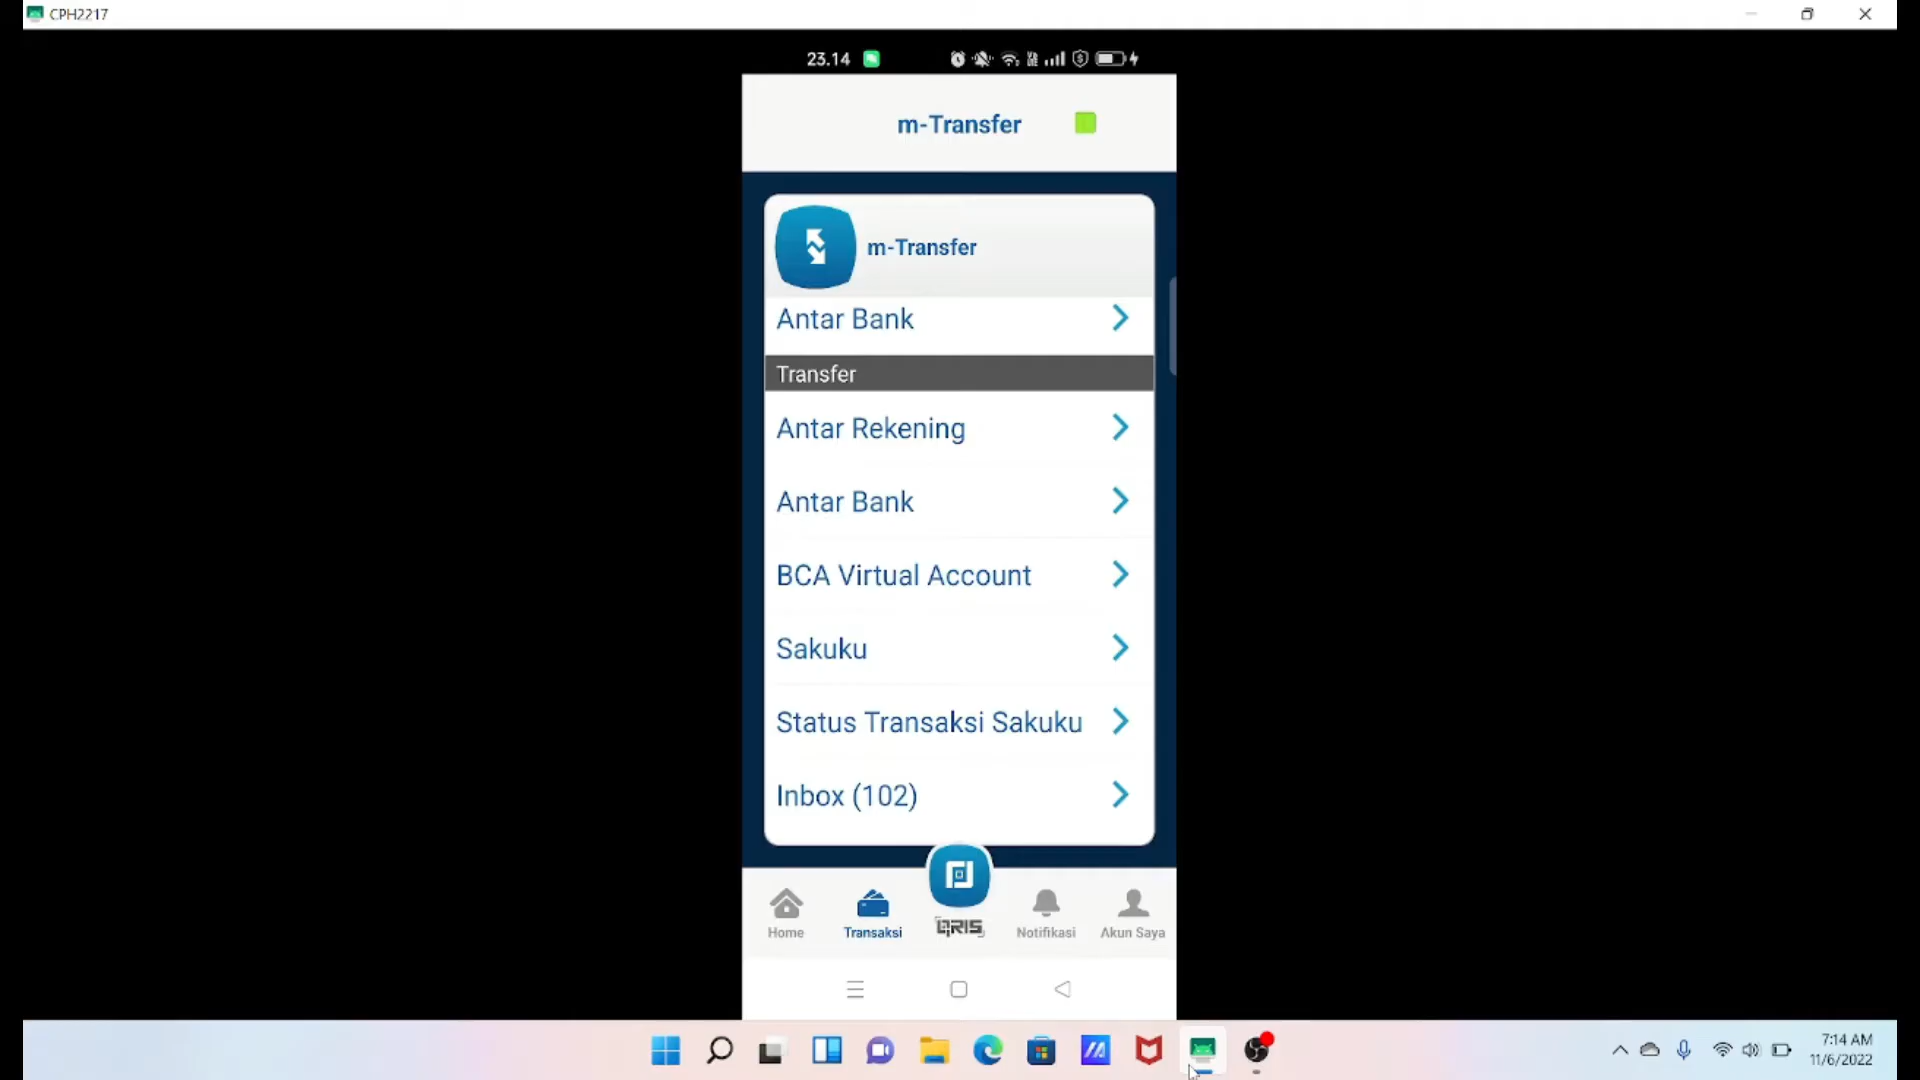 CPH2217
23.14
m-Transfer
m-Transfer
Antar Bank
Transfer
Antar Rekening
Antar Bank
BCA Virtual Account
Sakuku
Status Transaksi Sakuku
Inbox (102)
Home
Transaksi
QRIS
Notifikasi
Akun Saya
7:14 AM
11/6/2022